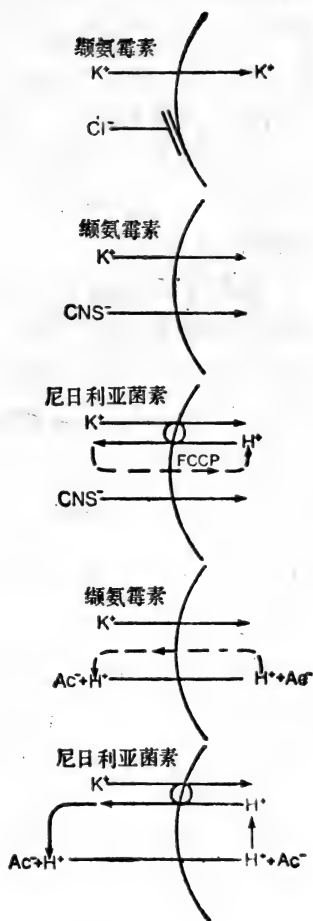 缬氨霉素
K⁺ K⁺
Cl⁻
缬氨霉素
K⁺
CNS⁻
尼日利亚菌素
K⁺
H⁺
FCCP
CNS⁻
缬氨霉素
K⁺
Ac⁻+H⁺ H⁺+Ac⁻
尼日利亚菌素
K⁺
H⁺
Ac⁻+H⁺ H⁺+Ac⁻